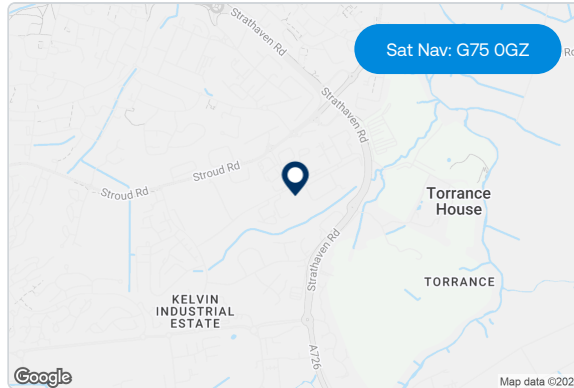 Strathaven Rd
Sat Nav: G75 0GZ
Strathaven Rd
Stroud Rd
Stroud Rd
Torrance
House
Strathaven Rd
TORRANCE
KELVIN
INDUSTRIAL
ESTATE
A726
Google
Map data ©202